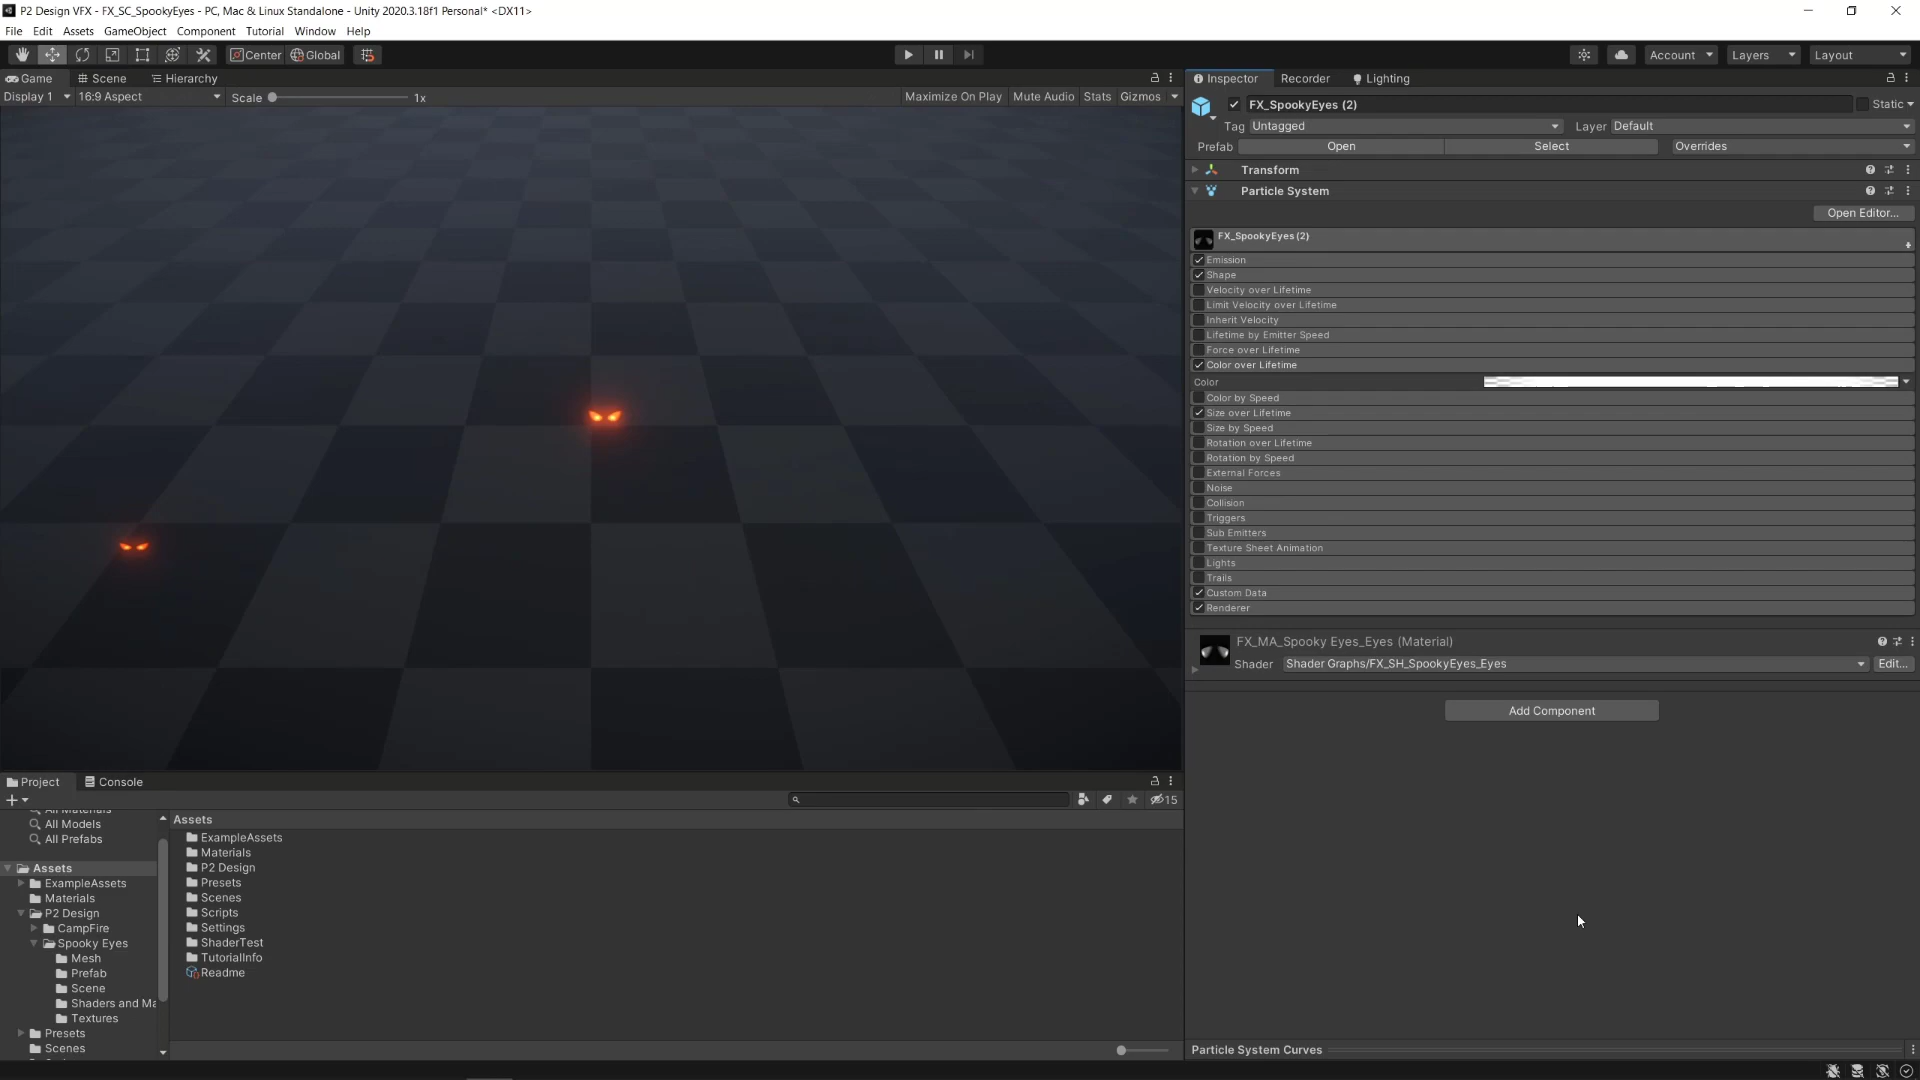 P2 Design VFX - FX_SC_SpookyEyes - PC, Mac & Linux Standalone - Unity 2020.3.18f1 Personal* <DX11>
File Edit Assets GameObject Component Tutorial Window Help
Center Global Account Layers Layout
Game Scene Hierarchy
Display 1 16:9 Aspect Scale 1x Maximize On Play Mute Audio Stats Gizmos
Inspector Recorder Lighting
FX_SpookyEyes (2) Static
Tag Untagged Layer Default
Prefab Open Select Overrides
Transform
Particle System
Open Editor...
FX_SpookyEyes (2)
Emission
Shape
Velocity over Lifetime
Limit Velocity over Lifetime
Inherit Velocity
Lifetime by Emitter Speed
Force over Lifetime
Color over Lifetime
Color
Color by Speed
Size over Lifetime
Size by Speed
Rotation over Lifetime
Rotation by Speed
External Forces
Noise
Collision
Triggers
Sub Emitters
Texture Sheet Animation
Lights
Trails
Custom Data
Renderer
FX_MA_Spooky Eyes_Eyes (Material)
Shader Shader Graphs/FX_SH_SpookyEyes_Eyes Edit...
Add Component
Particle System Curves
Project Console
15
All Materials
All Models
All Prefabs
Assets
ExampleAssets
Materials
P2 Design
CampFire
Spooky Eyes
Mesh
Prefab
Scene
Shaders and Ma
Textures
Presets
Scenes
Assets
ExampleAssets
Materials
P2 Design
Presets
Scenes
Scripts
Settings
ShaderTest
TutorialInfo
Readme